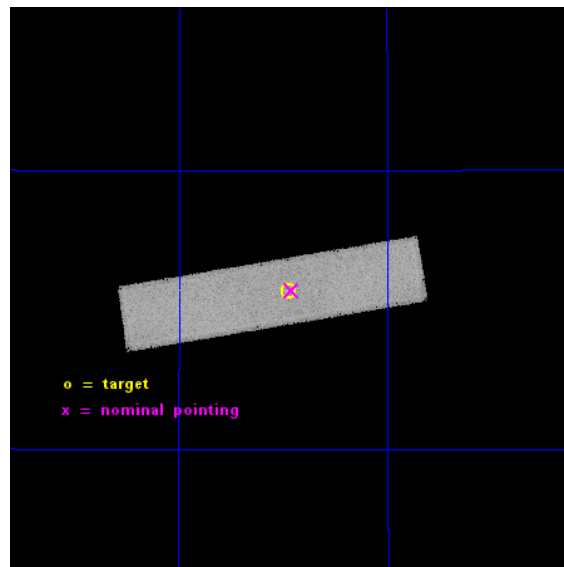 o = target
x = nominal pointing